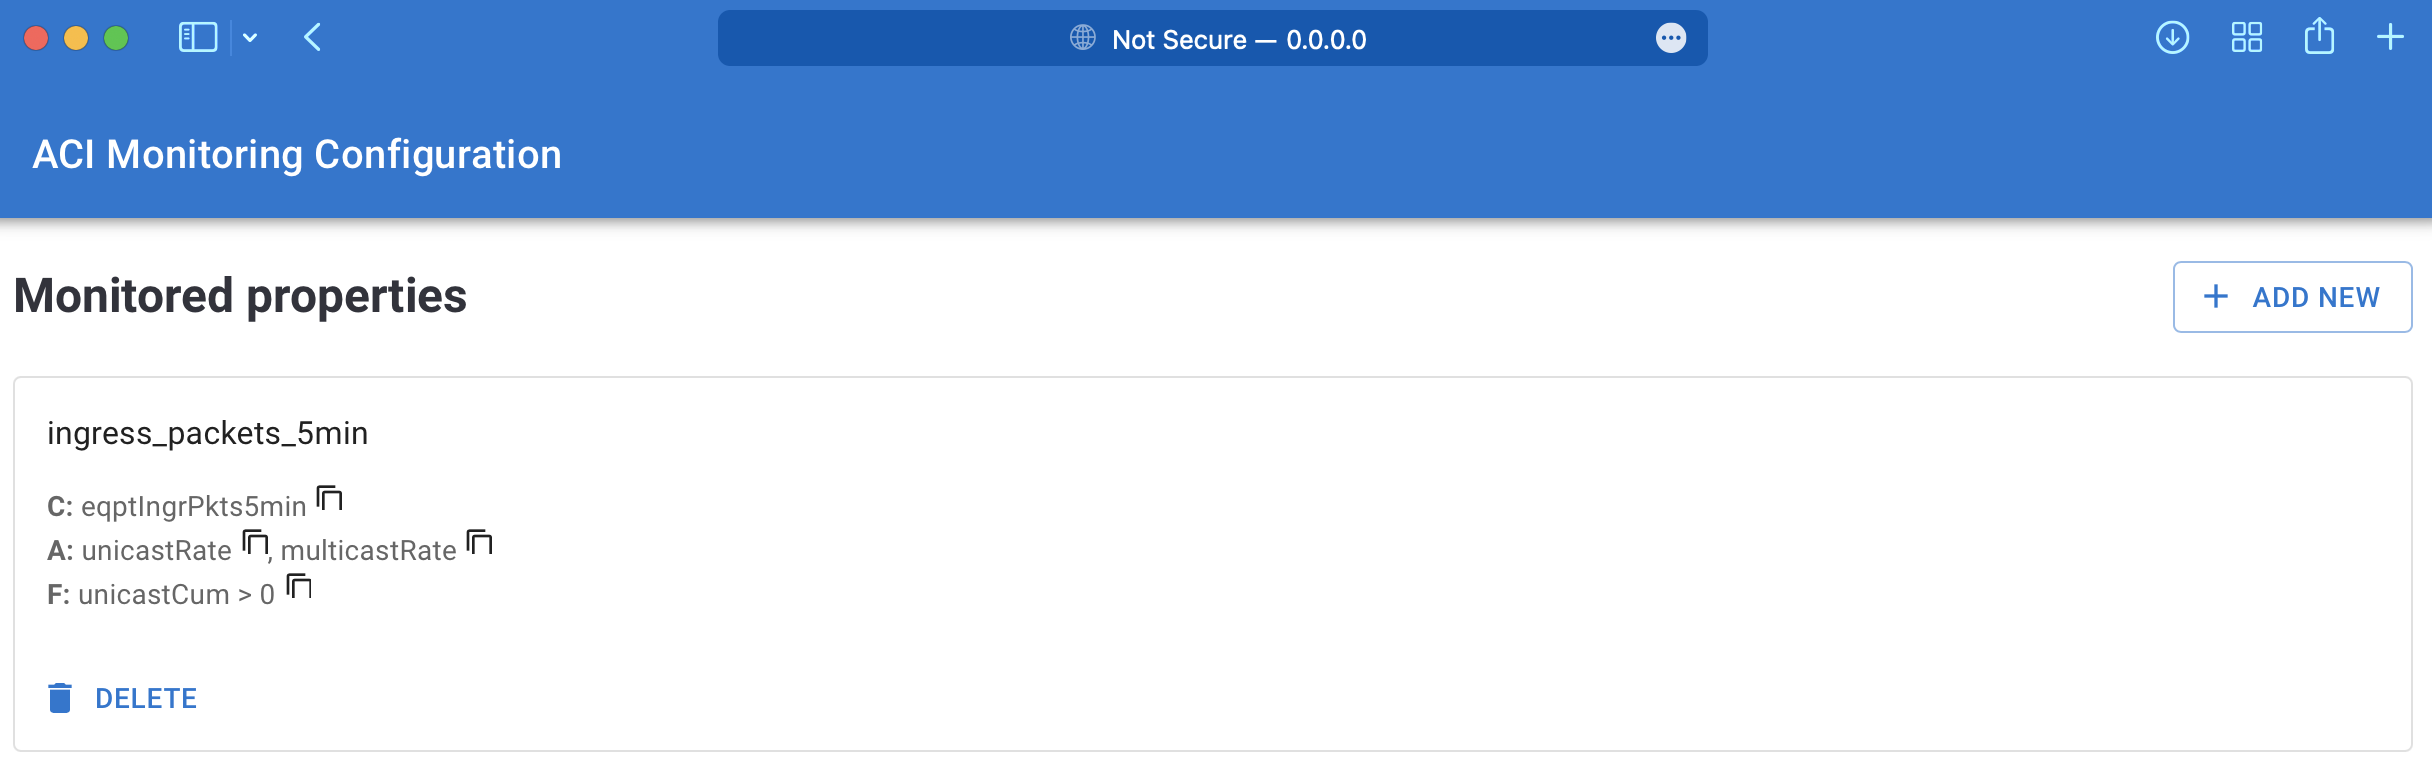 Not Secure — 0.0.0.0
ACI Monitoring Configuration
Monitored properties
ADD NEW
ingress_packets_5min
C: eqptIngrPkts5min
A: unicastRate , multicastRate
F: unicastCum > 0
DELETE